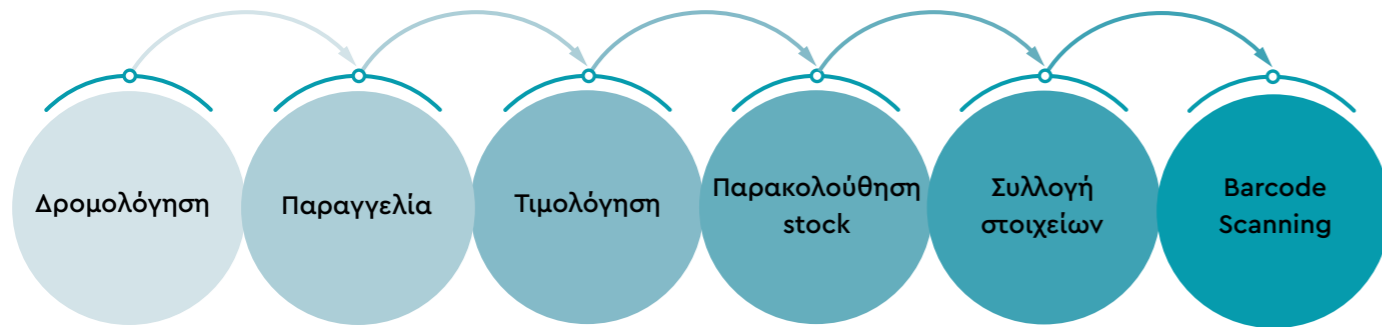 Δρομολόγηση
Παραγγελία
Τιμολόγηση
Παρακολούθηση
stock
Συλλογή
στοιχείων
Barcode
Scanning